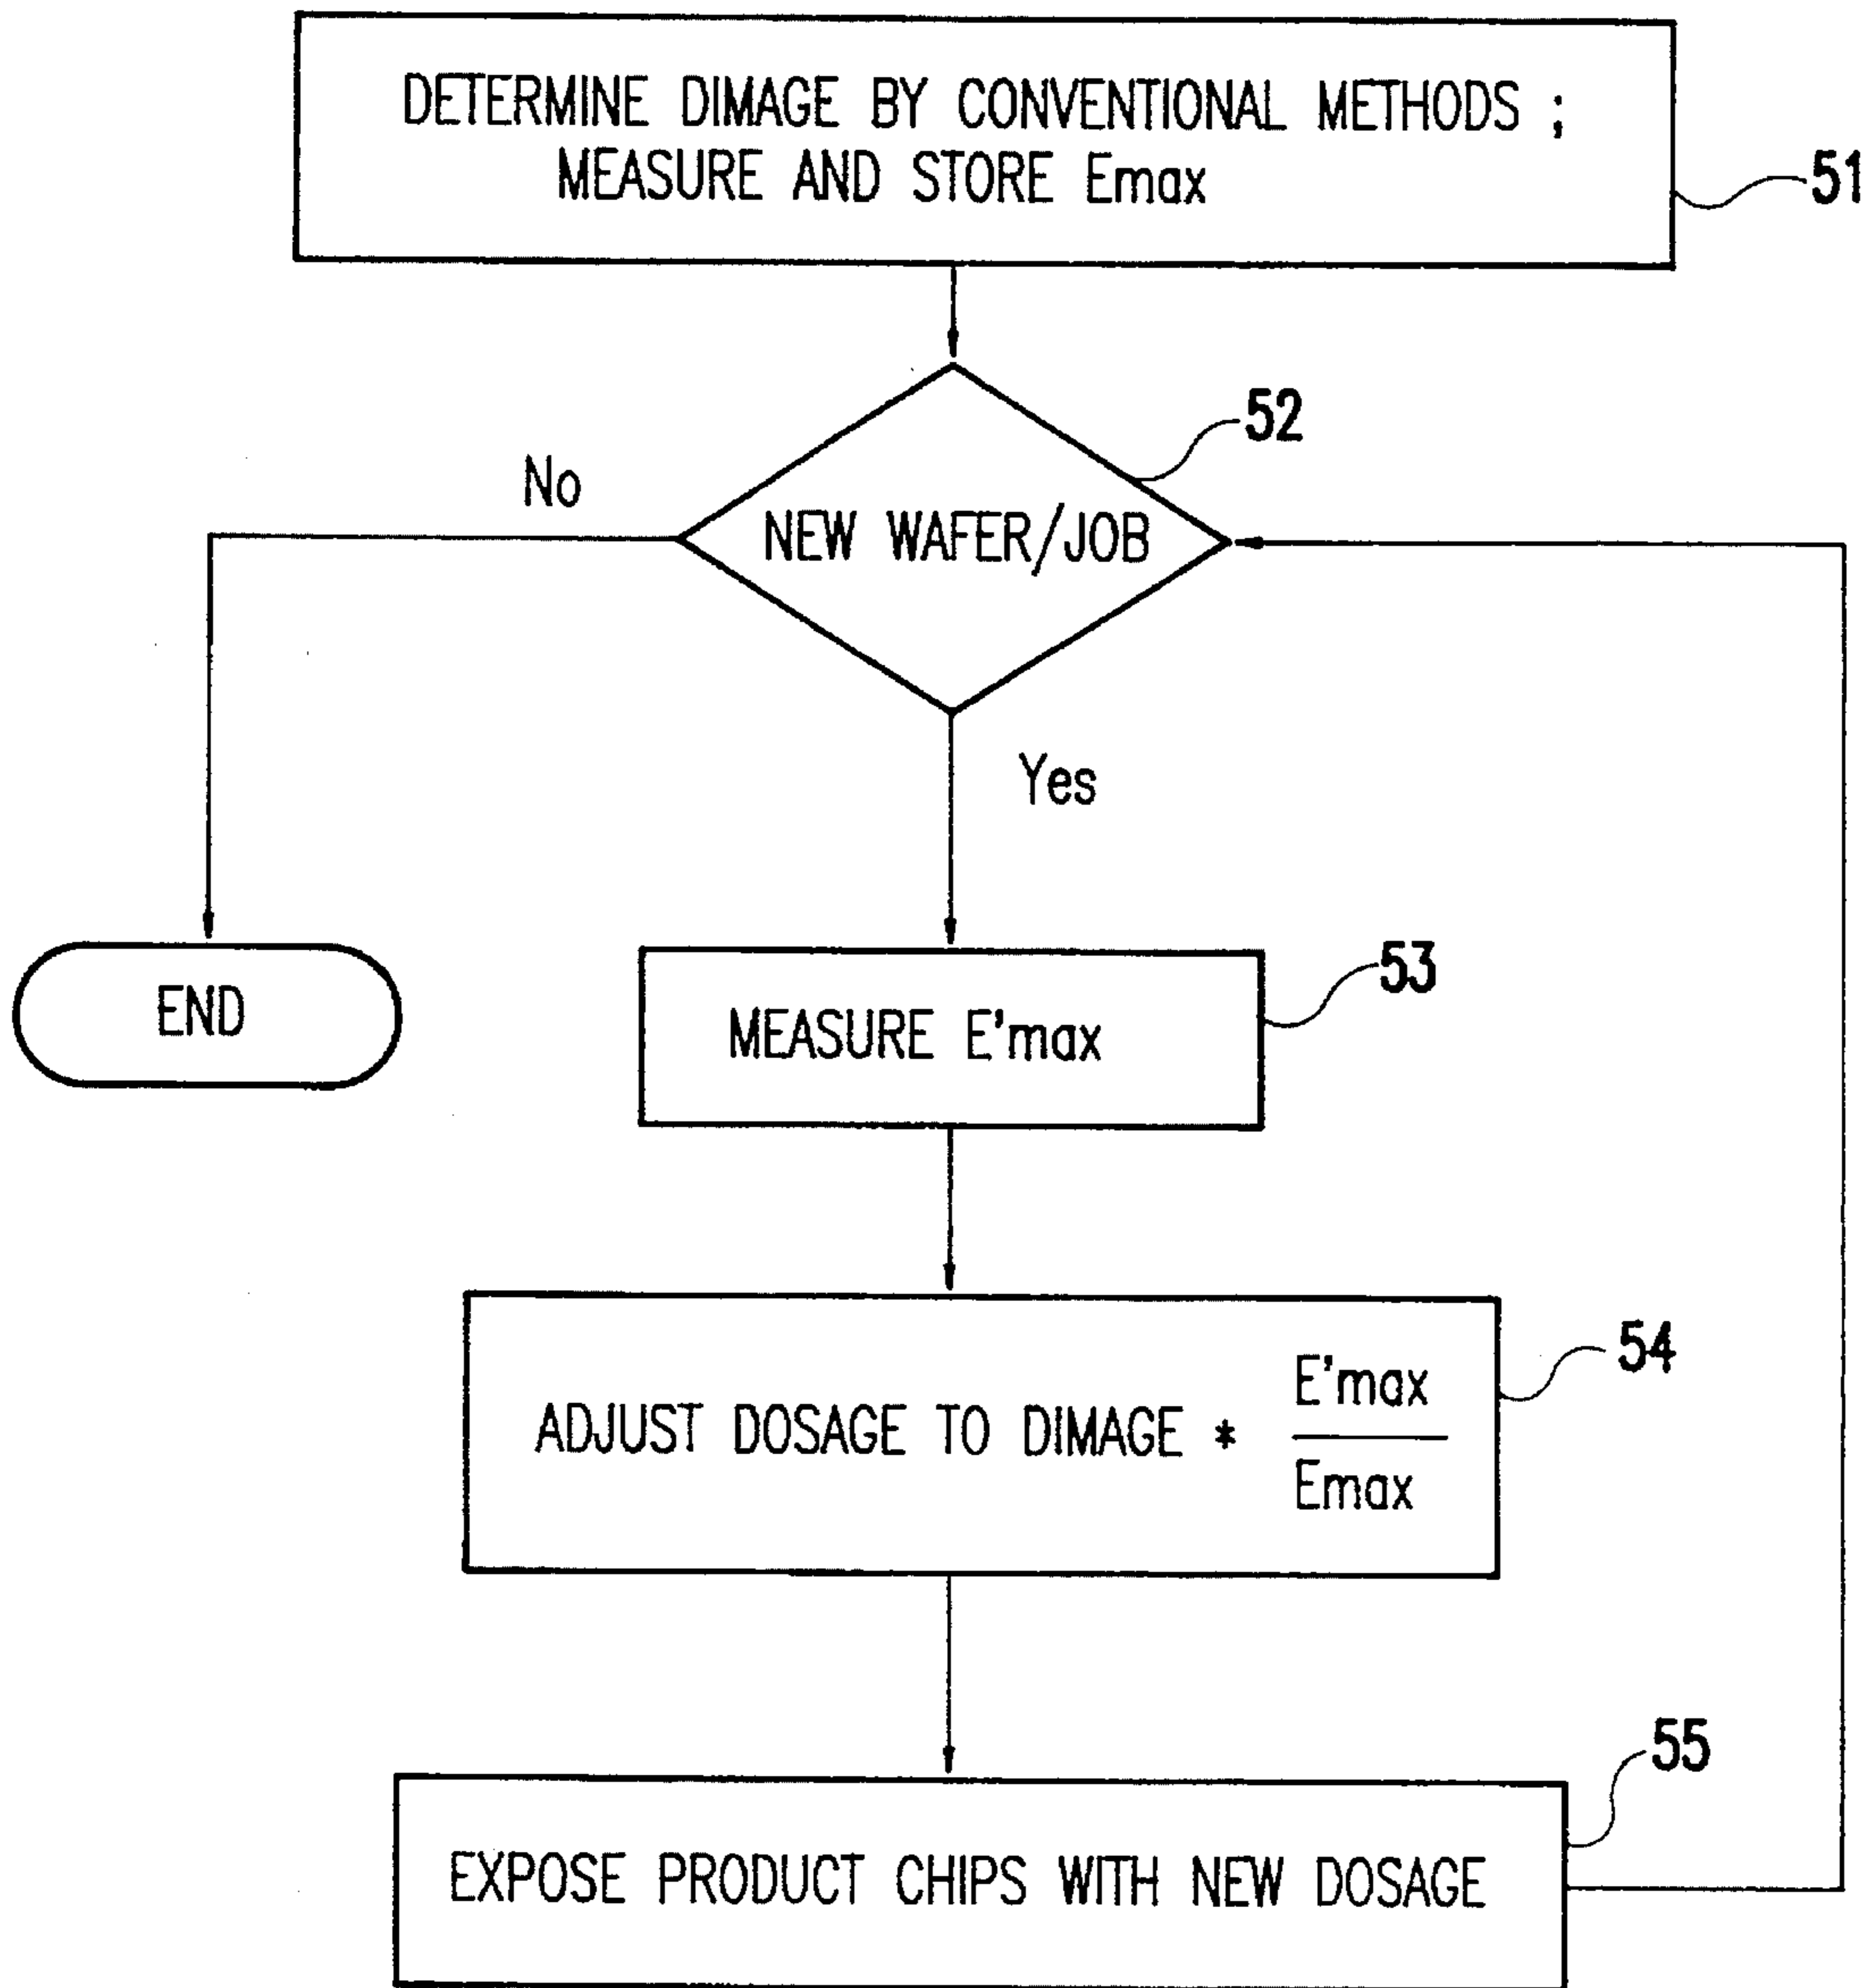 DETERMINE DIMAGE BY CONVENTIONAL METHODS ;
MEASURE AND STORE Emax
51
52
No
NEW WAFER/JOB
Yes
END
53
MEASURE E'max
54
ADJUST DOSAGE TO DIMAGE * E'max
Emax
55
EXPOSE PRODUCT CHIPS WITH NEW DOSAGE